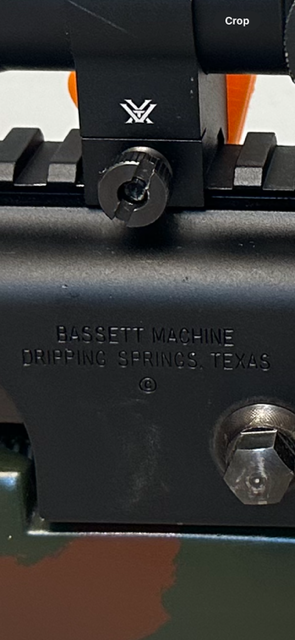 Crop
BASSETT MACHINE
DRIPPING SPRINGS, TEXAS